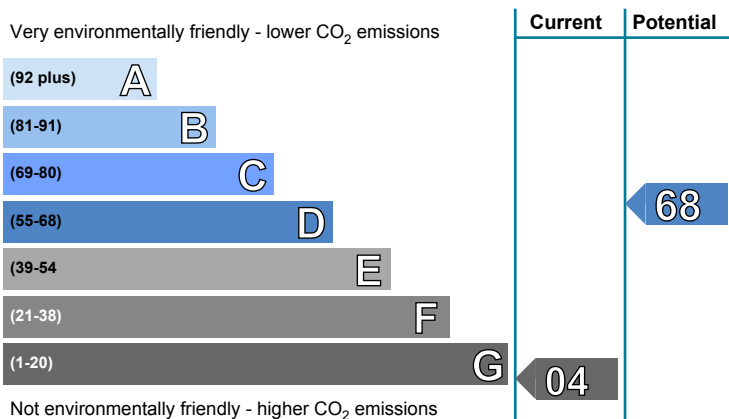 Current Potential
Very environmentally friendly - lower CO2 emissions
(92 plus) A
(81-91) B
(69-80) C
(55-68) D
68
(39-54 E
(21-38) F
(1-20) G
04
Not environmentally friendly - higher CO2 emissions